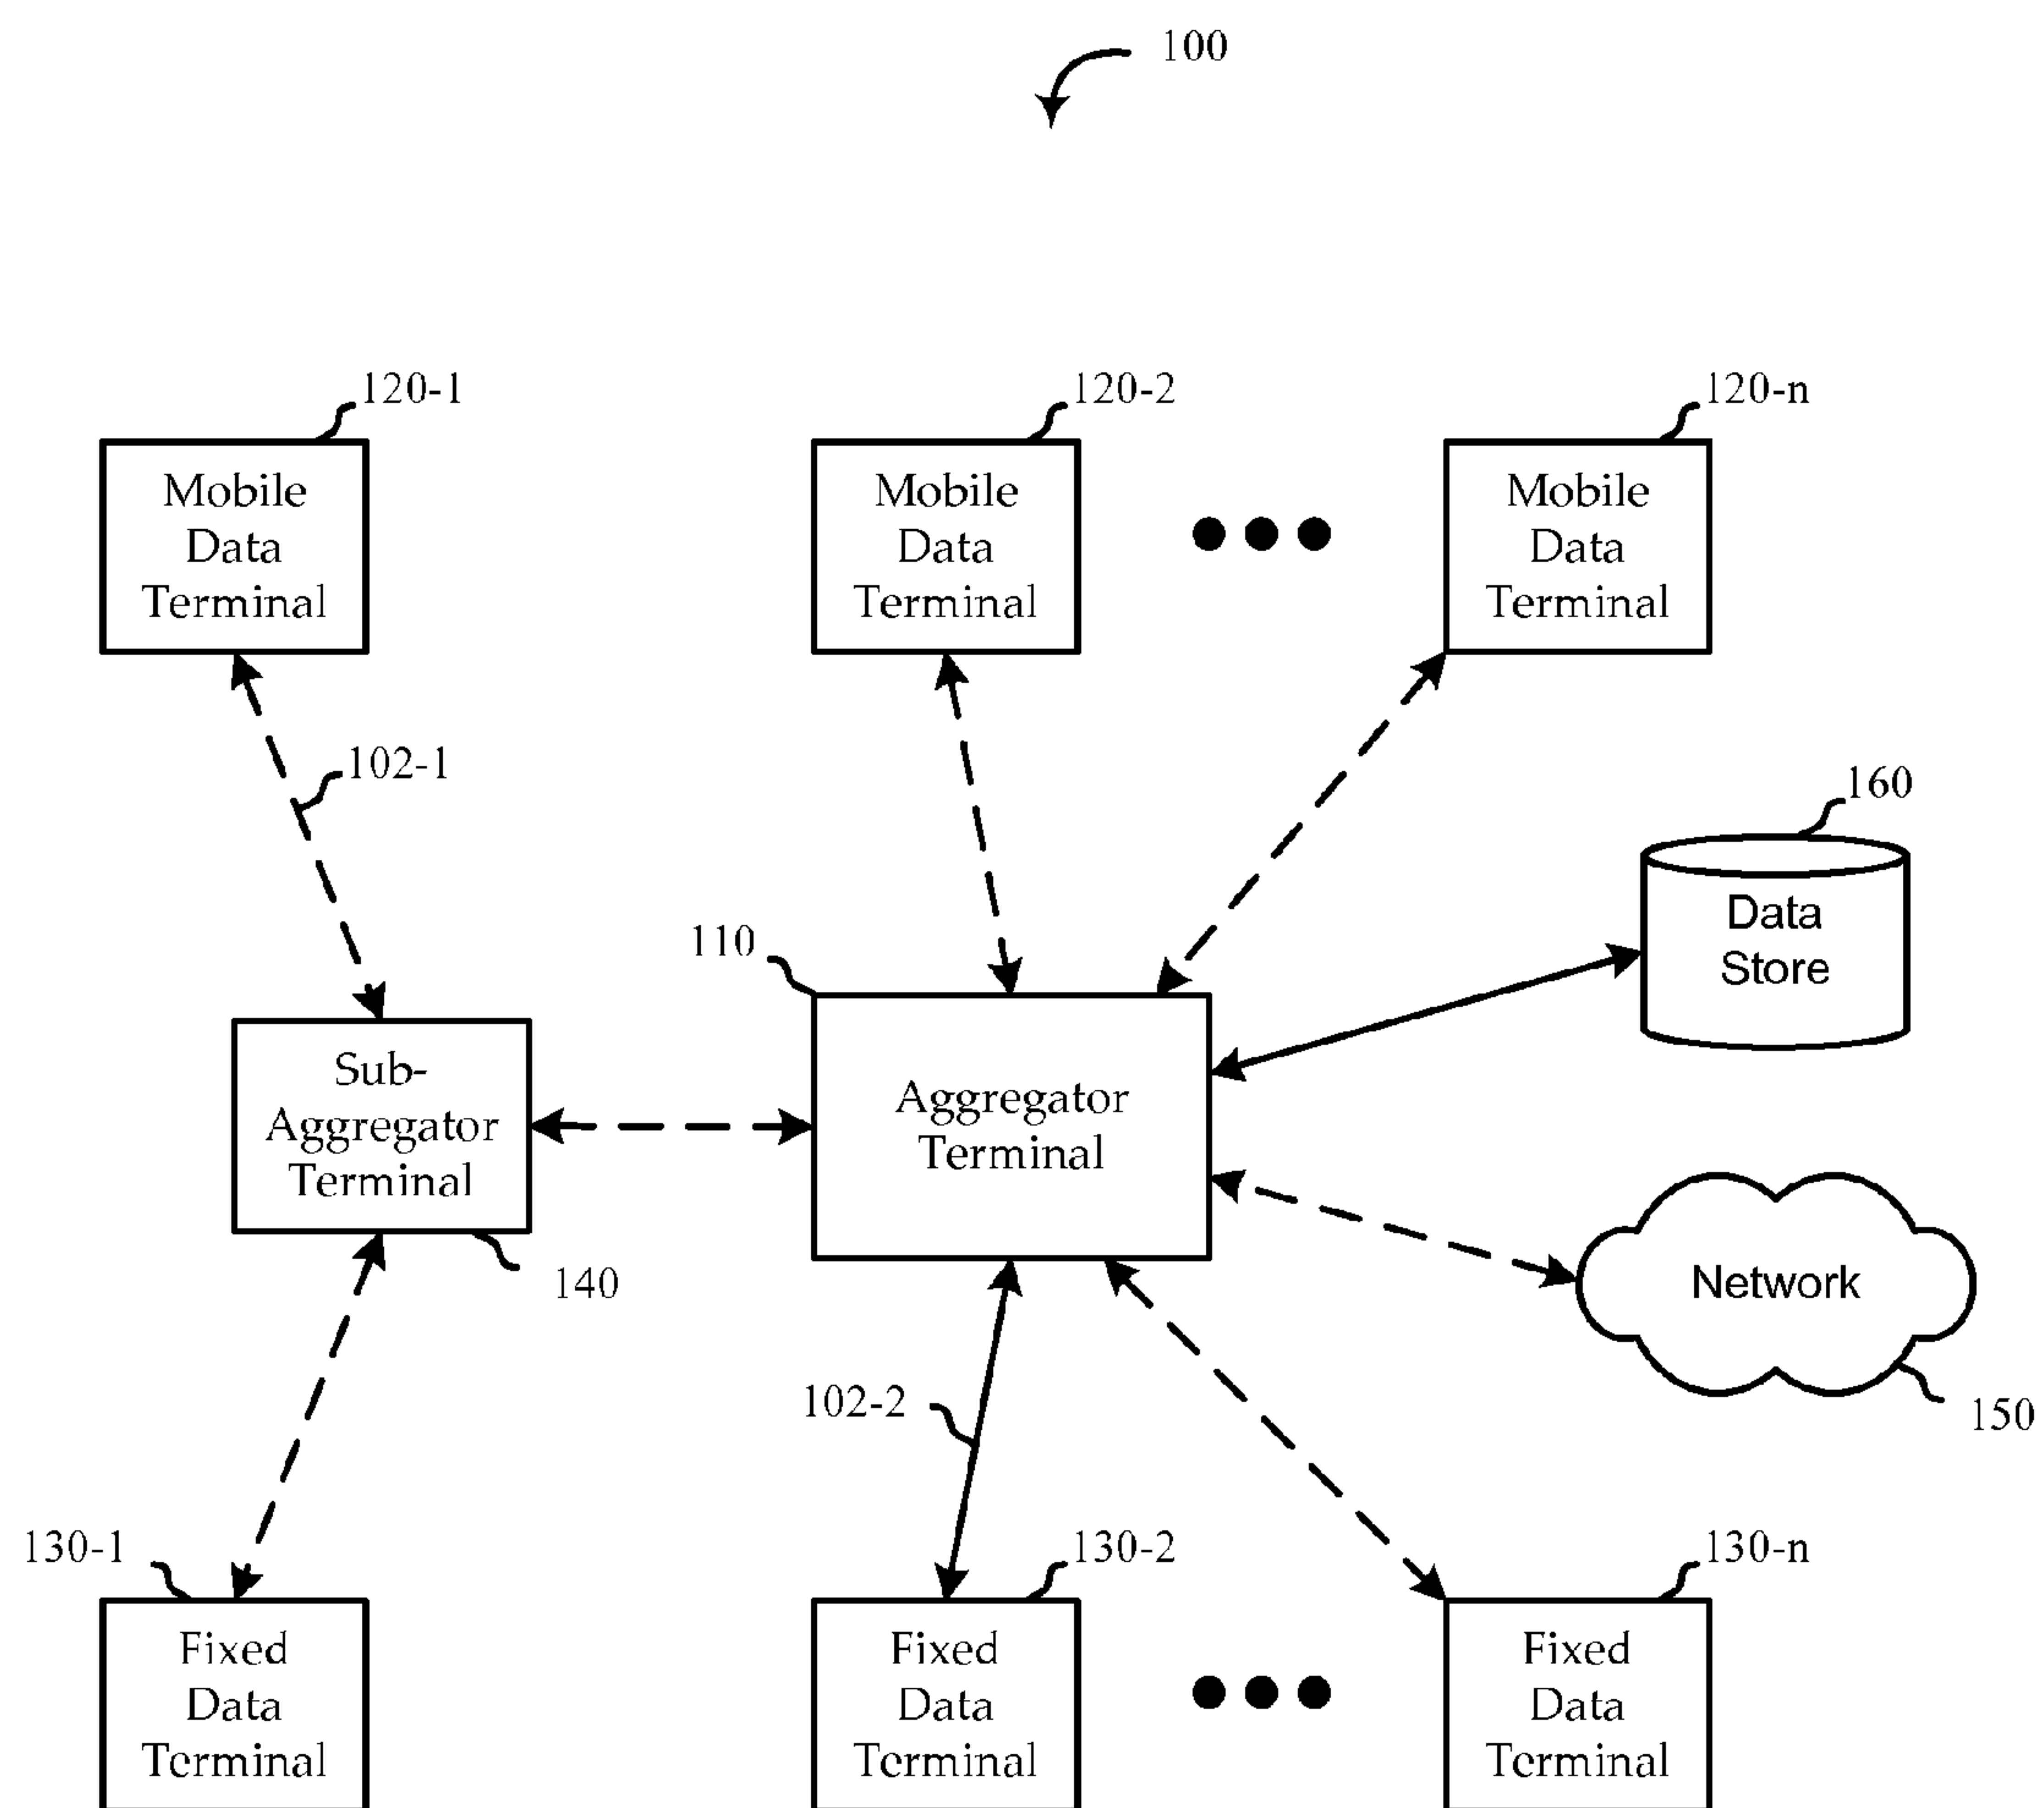 100
120-1
120-2
120-n
Mobile
Data
Terminal
Mobile
Data
Terminal
Mobile
Data
Terminal
102-1
160
Data
Store
110
Sub-
Aggregator
Terminal
Aggregator
Terminal
140
Network
102-2
150
130-1
130-2
130-n
Fixed
Data
Terminal
Fixed
Data
Terminal
Fixed
Data
Terminal